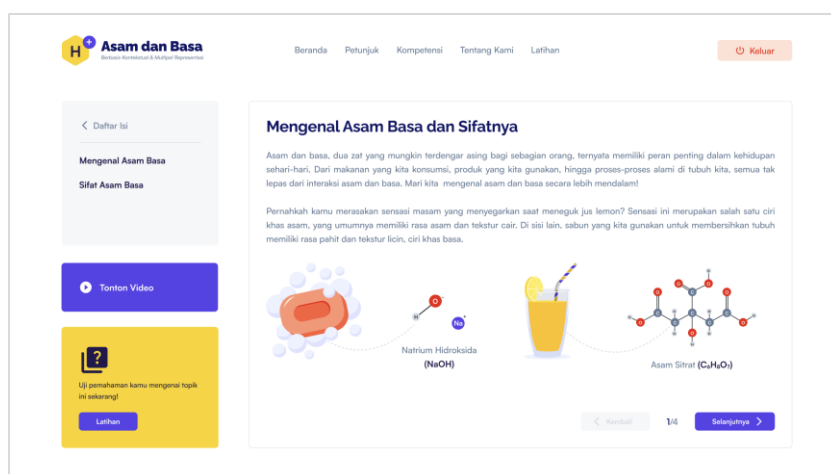 H+
Asam dan Basa
Berbasis Kontekstual & Multipel Representasi
Beranda Petunjuk Kompetensi Tentang Kami Latihan
Keluar
Daftar Isi
Mengenal Asam Basa
Sifat Asam Basa
Tonton Video
?
Uji pemahaman kamu mengenai topik
ini sekarang!
Latihan
Mengenal Asam Basa dan Sifatnya
Asam dan basa, dua zat yang mungkin terdengar asing bagi sebagian orang, ternyata memiliki peran penting dalam kehidupan
sehari-hari. Dari makanan yang kita konsumsi, produk yang kita gunakan, hingga proses-proses alami di tubuh kita, semua tak
lepas dari interaksi asam dan basa. Mari kita mengenal asam dan basa secara lebih mendalam!
Pernahkah kamu merasakan sensasi masam yang menyegarkan saat meneguk jus lemon? Sensasi ini merupakan salah satu ciri
khas asam, yang umumnya memiliki rasa asam dan tekstur cair. Di sisi lain, sabun yang kita gunakan untuk membersihkan tubuh
memiliki rasa pahit dan tekstur licin, ciri khas basa.
H O Na
Natrium Hidroksida
(NaOH)
Asam Sitrat (C₆H₈O₇)
Kembali
1/4
Selanjutnya